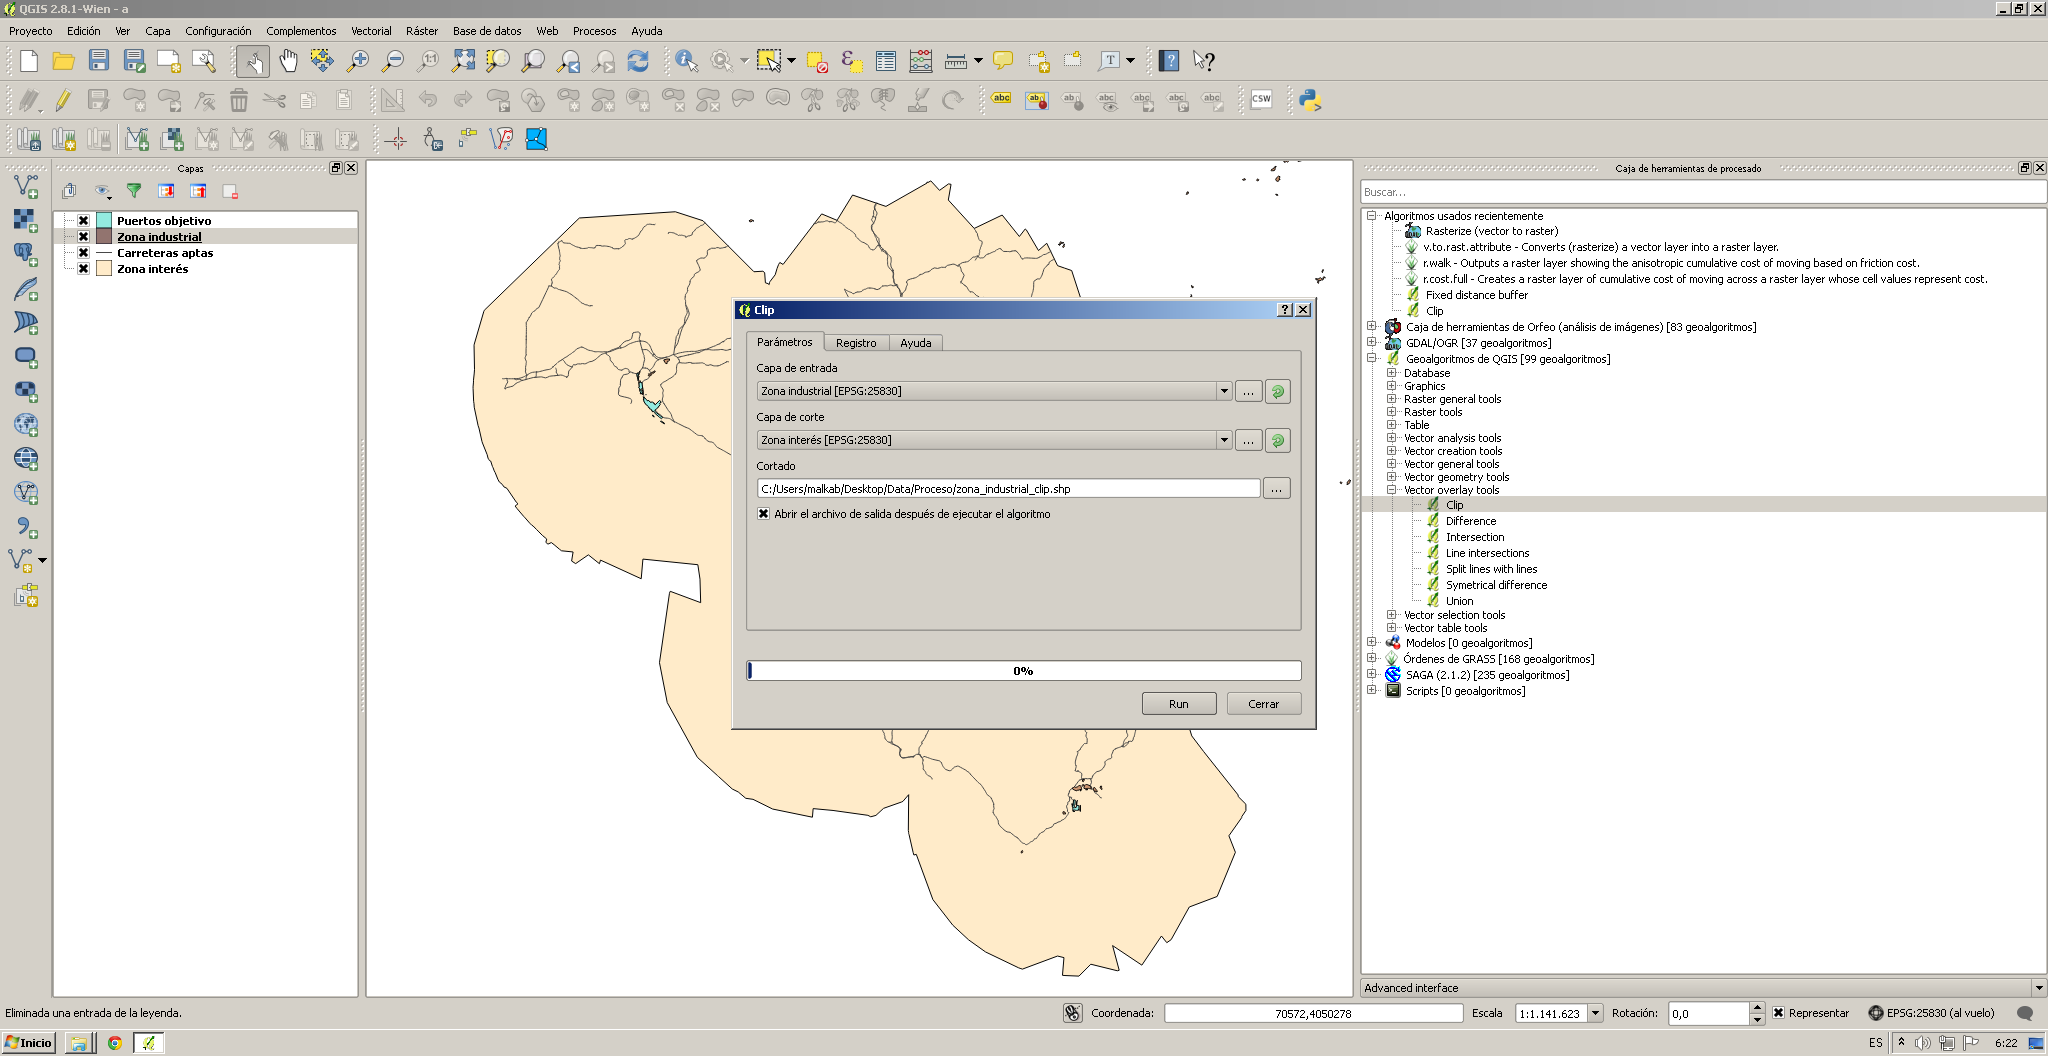 QGIS 2.8.1-Wien - a
Proyecto Edición Ver Capa Configuración Complementos Vectorial Ráster Base de datos Web Procesos Ayuda
Capas
Puertos objetivo
Zona industrial
Carreteras aptas
Zona interés
Clip
Parámetros Registro Ayuda
Capa de entrada
Zona industrial [EPSG:25830]
...
Capa de corte
Zona interés [EPSG:25830]
...
Cortado
C:/Users/malkab/Desktop/Data/Proceso/zona_industrial_clip.shp
...
Abrir el archivo de salida después de ejecutar el algoritmo
0%
Run Cerrar
Caja de herramientas de procesado
Buscar...
Algoritmos usados recientemente
Rasterize (vector to raster)
v.to.rast.attribute - Converts (rasterize) a vector layer into a raster layer.
r.walk - Outputs a raster layer showing the anisotropic cumulative cost of moving based on friction cost.
r.cost.full - Creates a raster layer of cumulative cost of moving across a raster layer whose cell values represent cost.
Fixed distance buffer
Clip
Caja de herramientas de Orfeo (análisis de imágenes) [83 geoalgoritmos]
GDAL/OGR [37 geoalgoritmos]
Geoalgoritmos de QGIS [99 geoalgoritmos]
Database
Graphics
Raster general tools
Raster tools
Table
Vector analysis tools
Vector creation tools
Vector general tools
Vector geometry tools
Vector overlay tools
Clip
Difference
Intersection
Line intersections
Split lines with lines
Symetrical difference
Union
Vector selection tools
Vector table tools
Modelos [0 geoalgoritmos]
Órdenes de GRASS [168 geoalgoritmos]
SAGA (2.1.2) [235 geoalgoritmos]
Scripts [0 geoalgoritmos]
Advanced interface
Eliminada una entrada de la leyenda.
Coordenada: 70572,4050278 Escala 1:1.141.623 Rotación: 0,0 Representar EPSG:25830 (al vuelo)
Inicio ES 6:22